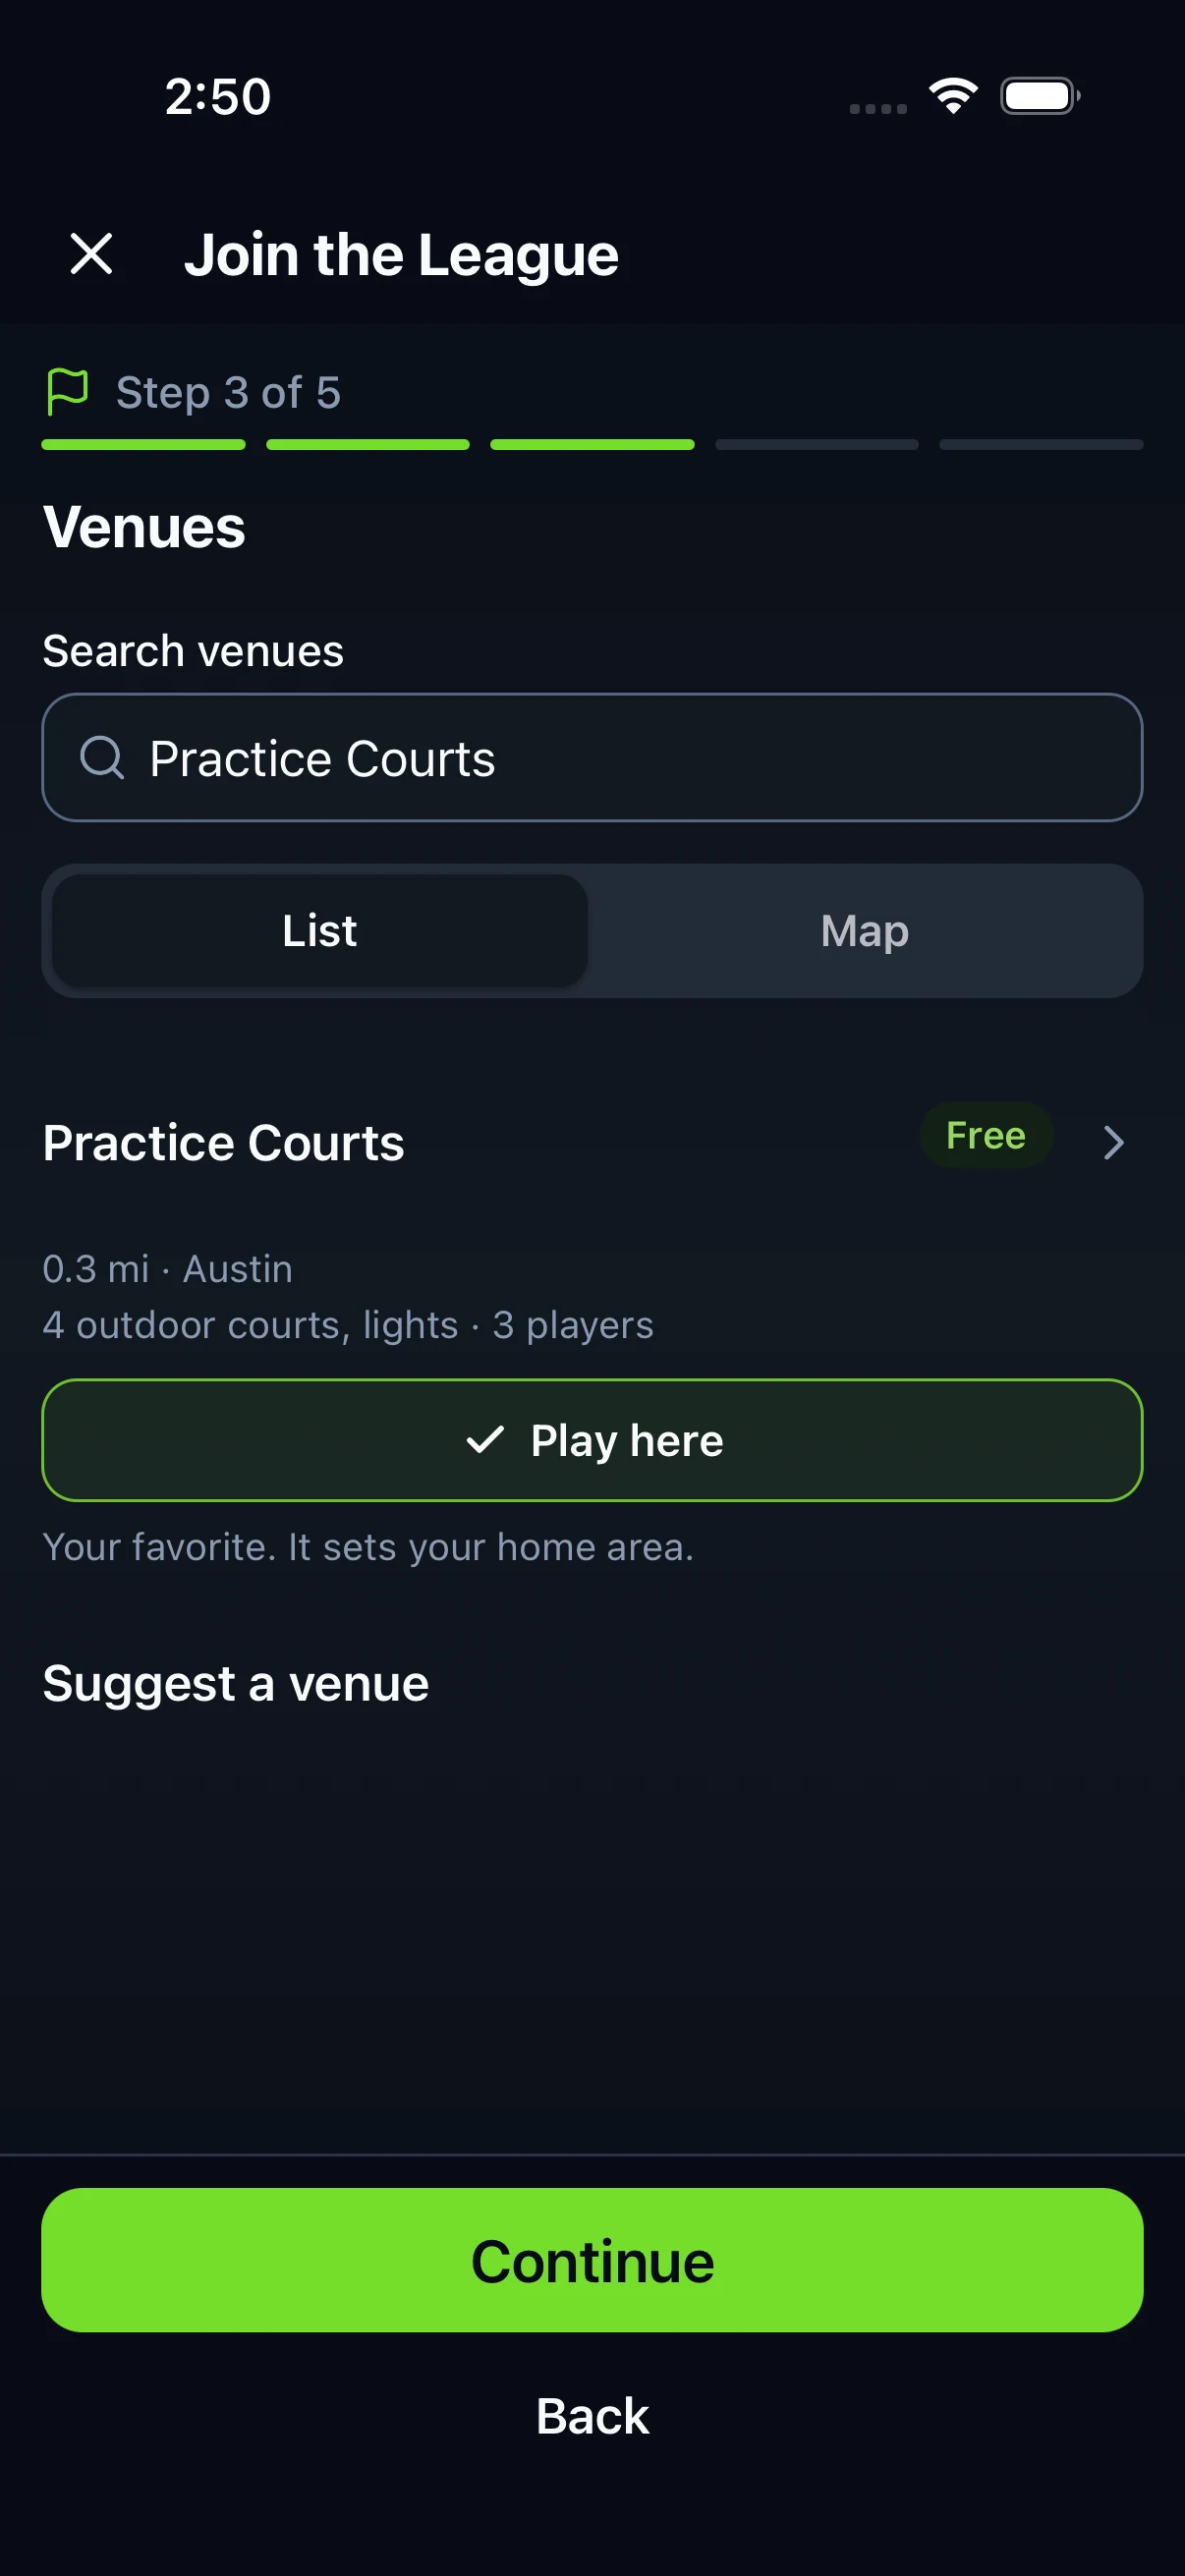 2:50
Join the League
Step 3 of 5
Venues
Search venues
Practice Courts
List
Map
Practice Courts
Free
0.3 mi · Austin
4 outdoor courts, lights · 3 players
Play here
Your favorite. It sets your home area.
Suggest a venue
Continue
Back